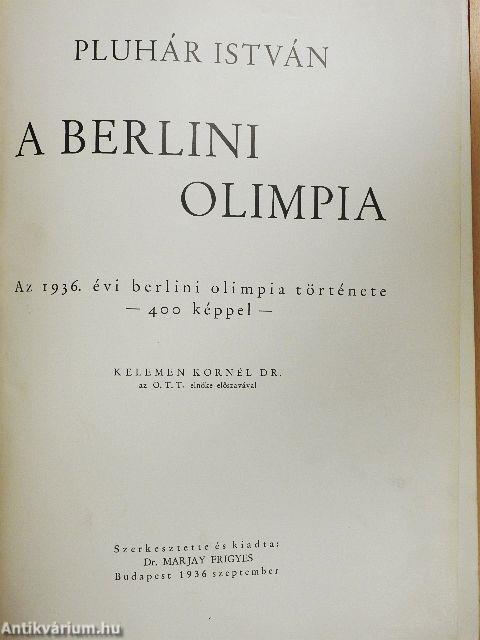 PLUHÁR ISTVÁN
A BERLINI
OLIMPIA
Az 1936. évi berlini olimpia története
— 400 képpel —
KELEMEN KORNÉL DR.
az O. T. T. elnöke előszavával
Szerkesztette és kiadta:
Dr. MARJAY FRIGYES
Budapest 1936 szeptember
Antikvárium.hu